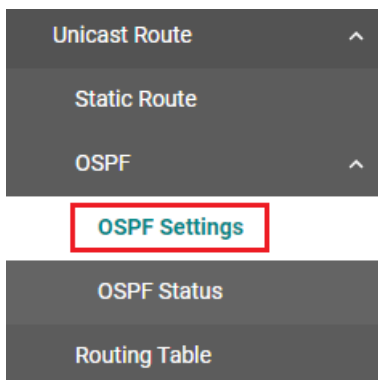 Unicast Route
Static Route
OSPF
OSPF Settings
OSPF Status
Routing Table